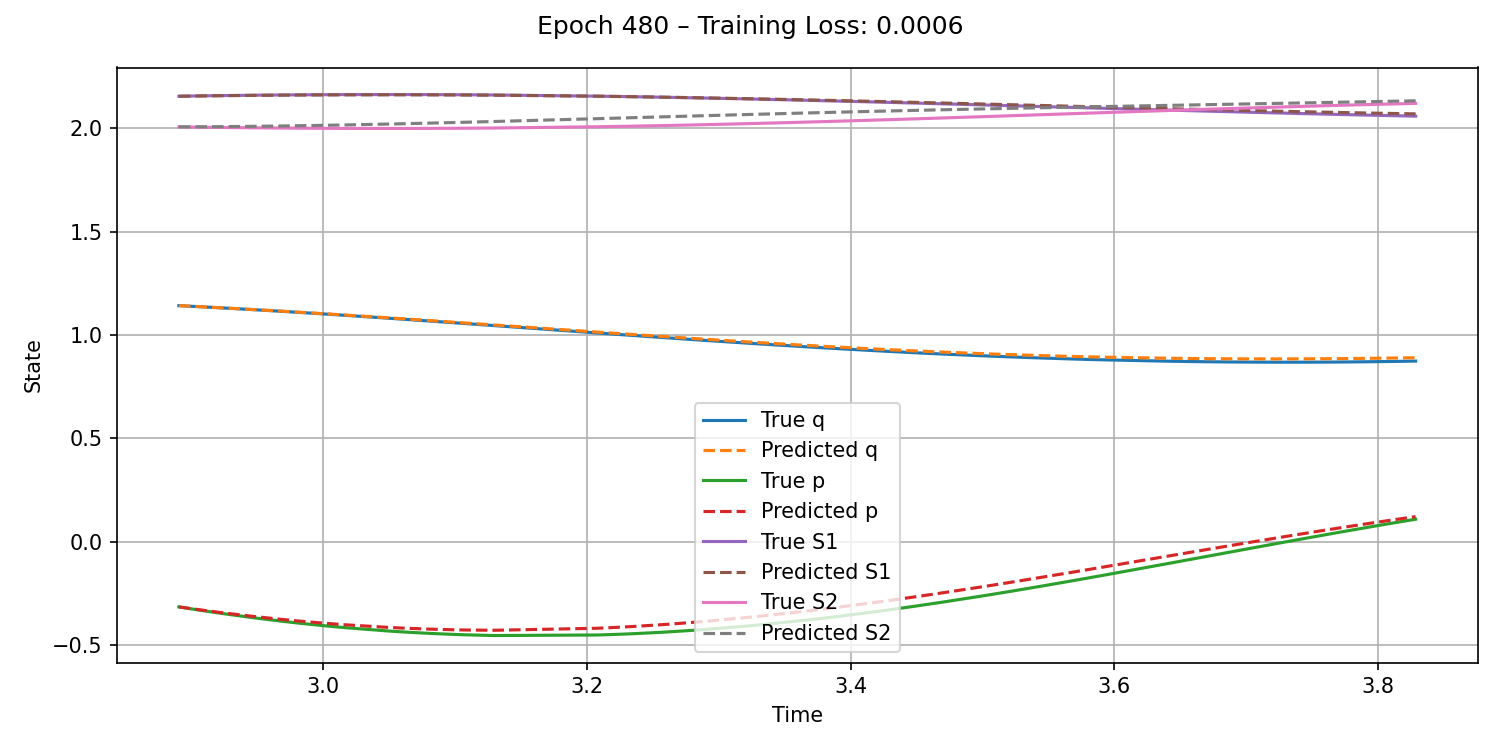 Epoch 480 – Training Loss: 0.0006
State
2.0
1.5
1.0
0.5
0.0
−0.5
True q
Predicted q
True p
Predicted p
True S1
Predicted S1
True S2
Predicted S2
3.0 3.2 3.4 3.6 3.8
Time